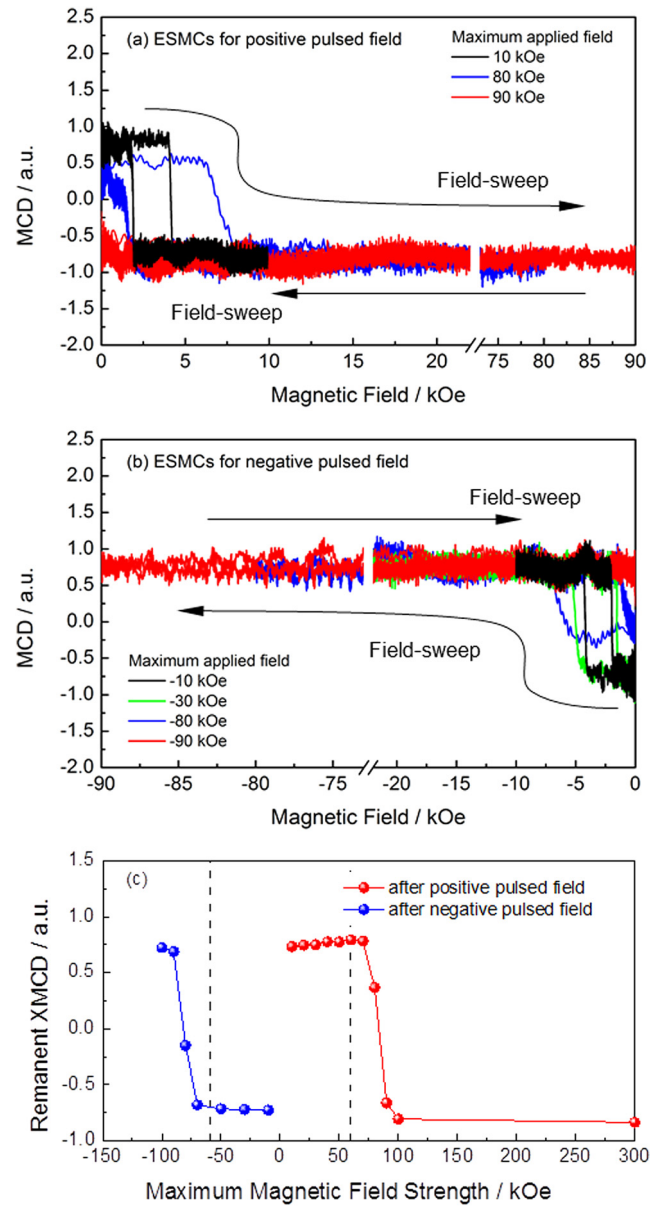 (a) ESMCs for positive pulsed field
Maximum applied field
10 kOe
80 kOe
90 kOe
Field-sweep
Field-sweep
MCD / a.u.
2.5
2.0
1.5
1.0
0.5
0.0
-0.5
-1.0
-1.5
-2.0
0 5 10 15 20 75 80 85 90
Magnetic Field / kOe
(b) ESMCs for negative pulsed field
Field-sweep
Field-sweep
Maximum applied field
-10 kOe
-30 kOe
-80 kOe
-90 kOe
MCD / a.u.
2.5
2.0
1.5
1.0
0.5
0.0
-0.5
-1.0
-1.5
-2.0
-90 -85 -80 -75 -20 -15 -10 -5 0
Magnetic Field / kOe
(c)
after positive pulsed field
after negative pulsed field
Remanent XMCD / a.u.
1.5
1.0
0.5
0.0
-0.5
-1.0
-150 -100 -50 0 50 100 150 200 250 300
Maximum Magnetic Field Strength / kOe